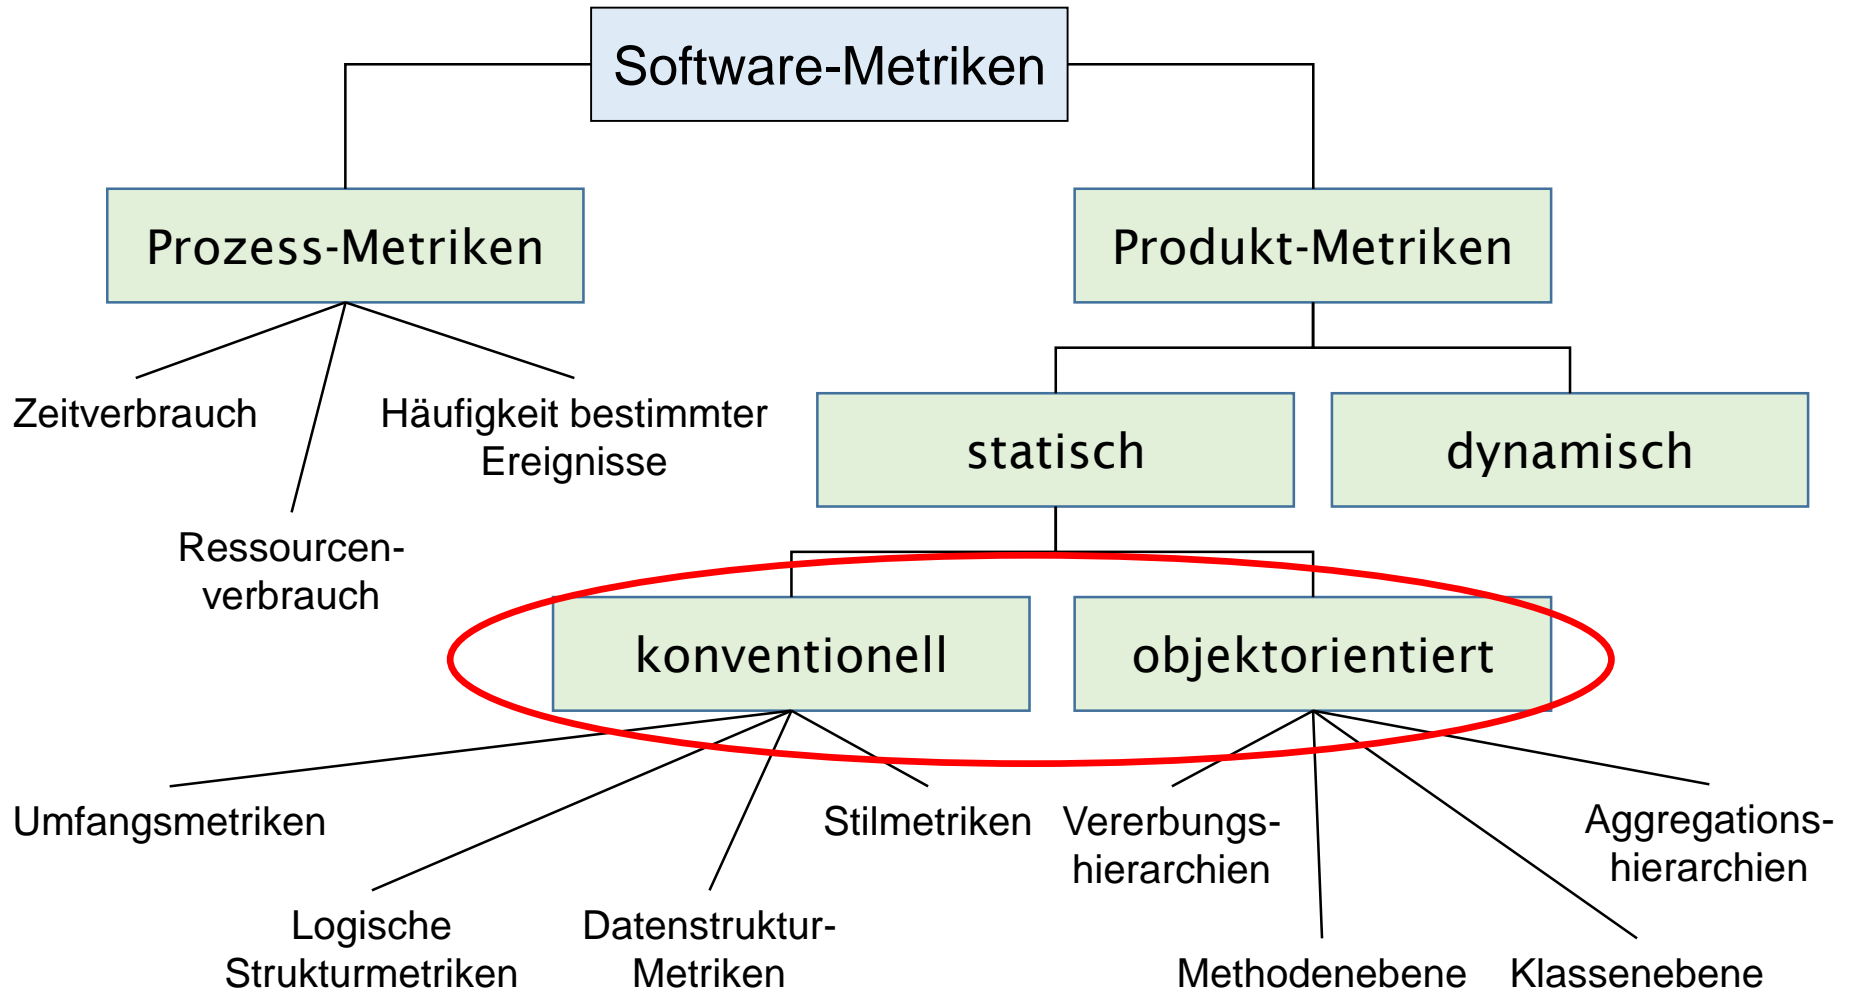 Software-Metriken
Prozess-Metriken
Produkt-Metriken
Zeitverbrauch
Häufigkeit bestimmter
Ereignisse
Ressourcen-
verbrauch
statisch
dynamisch
konventionell
objektorientiert
Umfangsmetriken
Logische
Strukturmetriken
Datenstruktur-
Metriken
Stilmetriken
Vererbungs-
hierarchien
Methodenebene
Klassenebene
Aggregations-
hierarchien